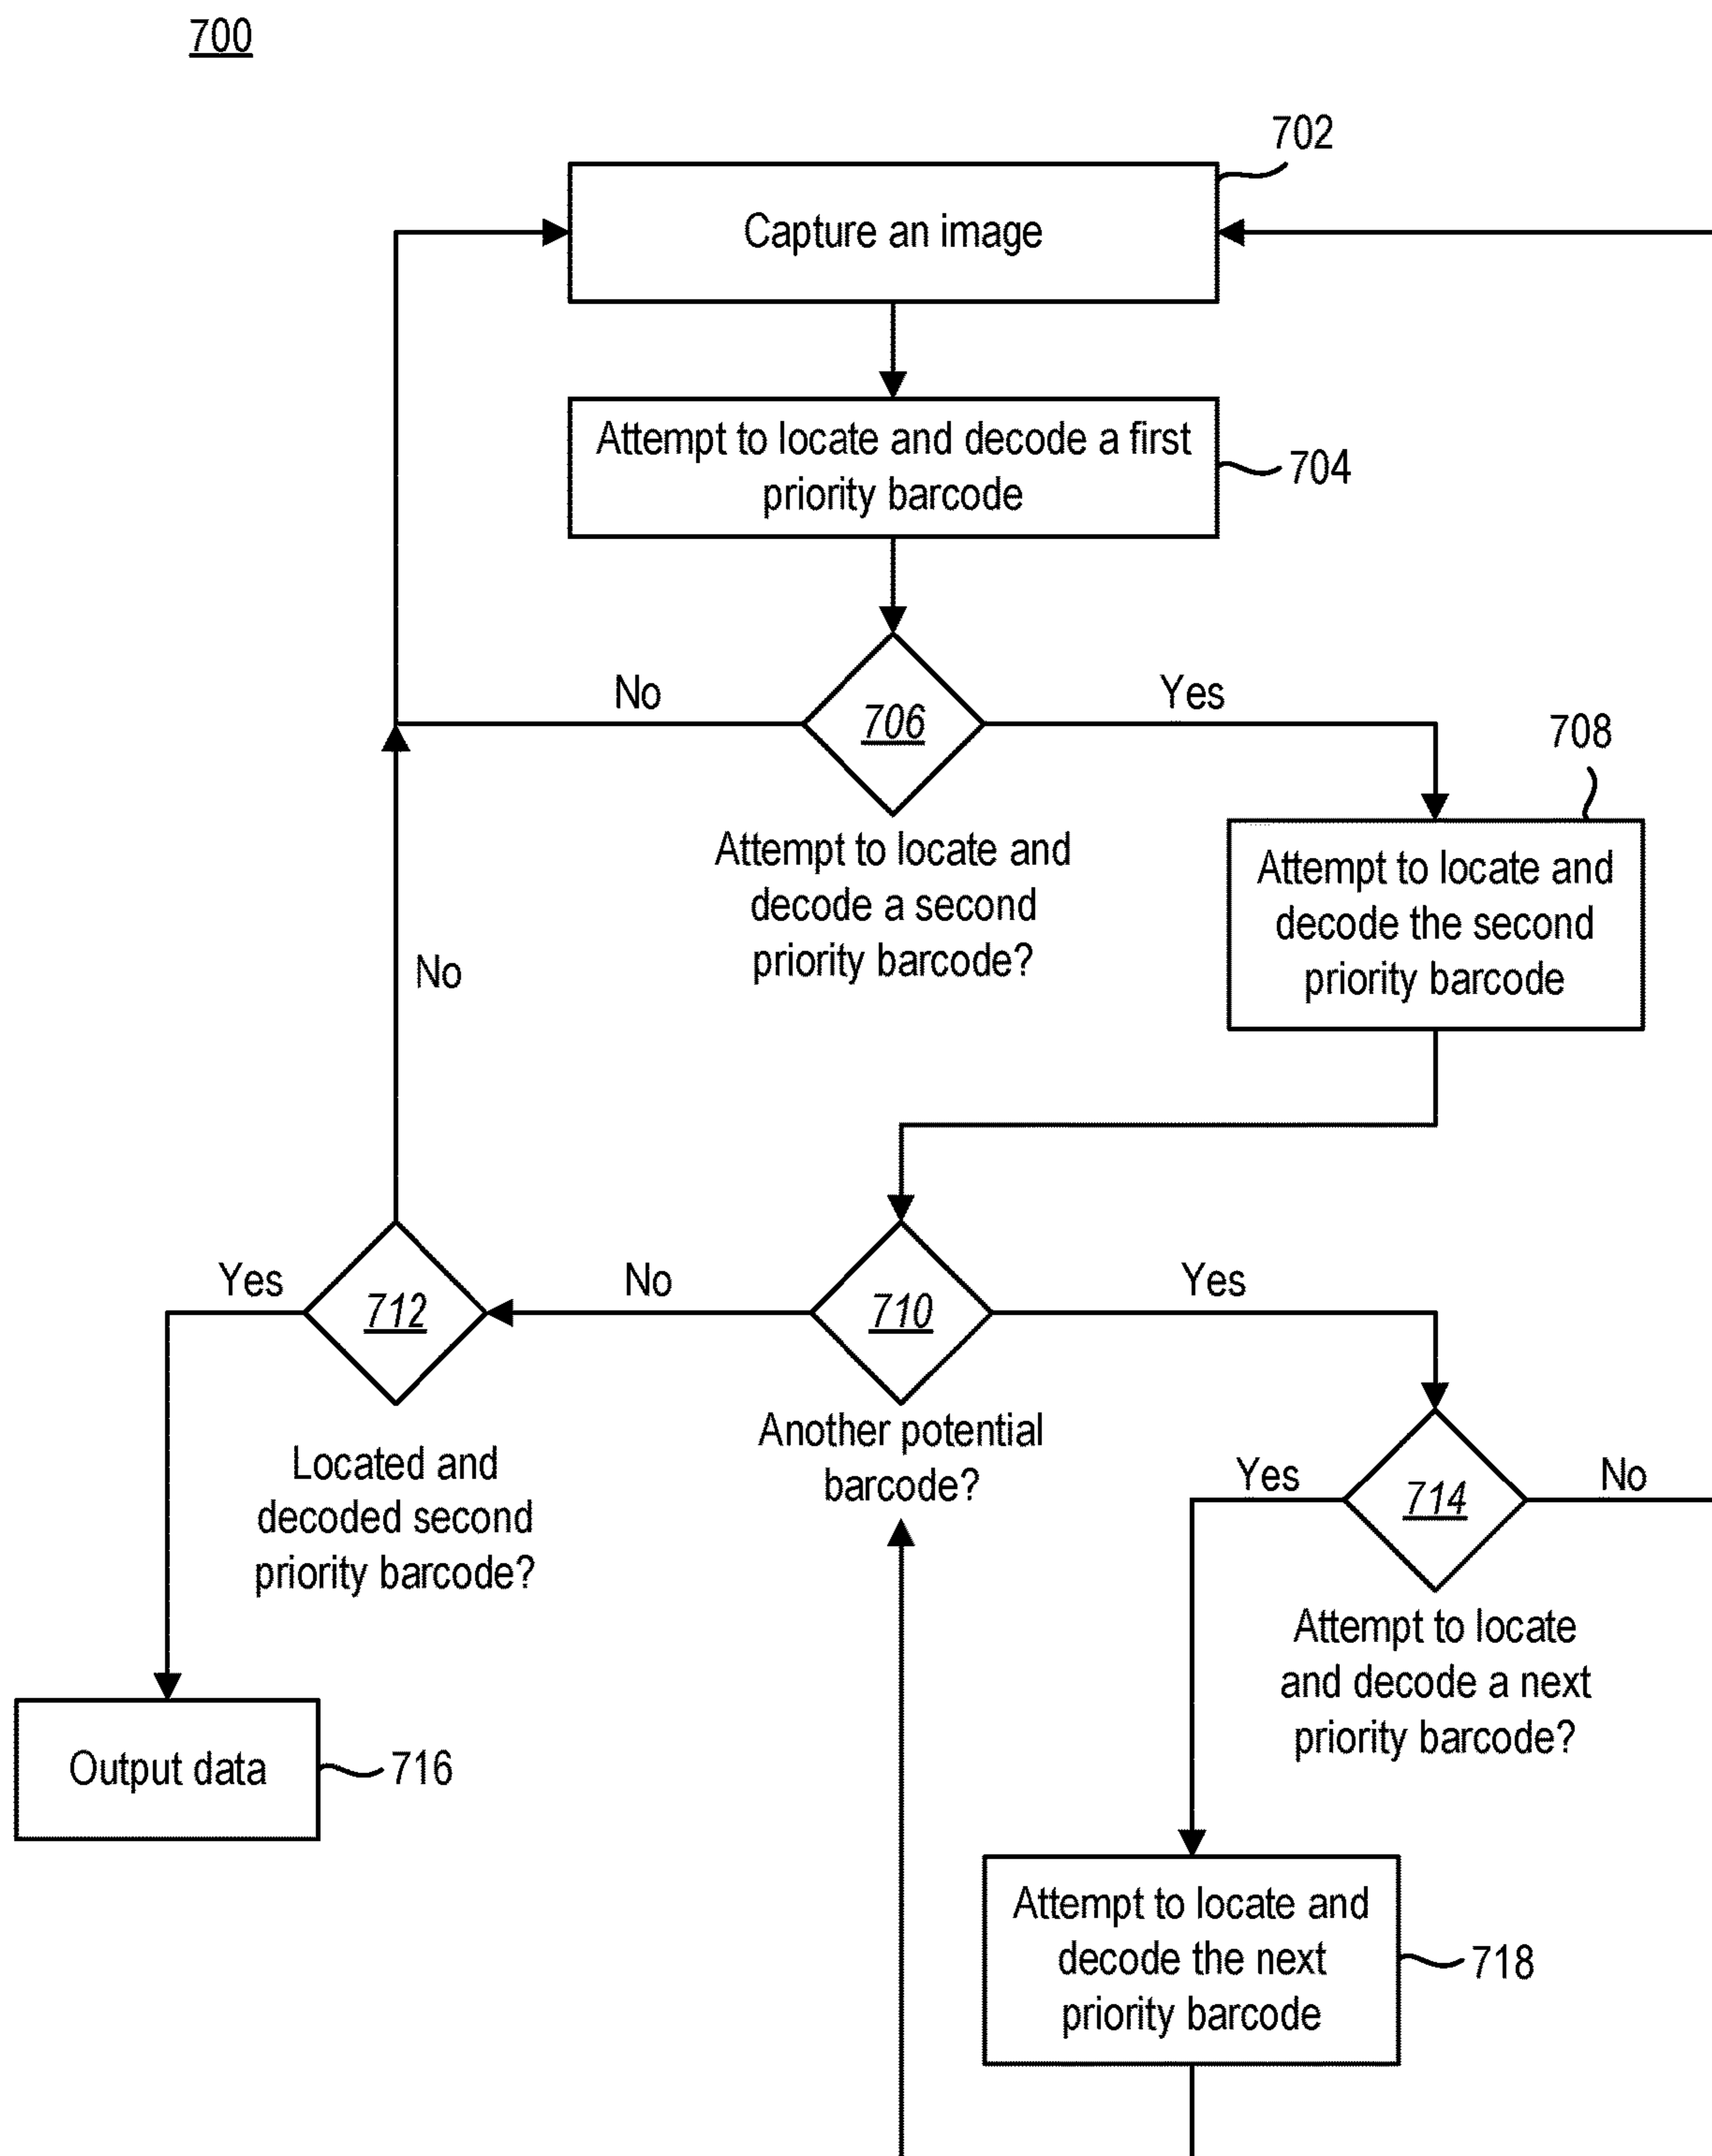 700
702
Capture an image
Attempt to locate and decode a first
priority barcode
704
No
Yes
706
708
Attempt to locate and
decode a second
priority barcode?
Attempt to locate and
decode the second
priority barcode
No
Yes
712
No
710
Yes
Located and
decoded second
priority barcode?
Another potential
barcode?
Yes
714
No
Attempt to locate
and decode a next
priority barcode?
Output data
716
Attempt to locate and
decode the next
priority barcode
718